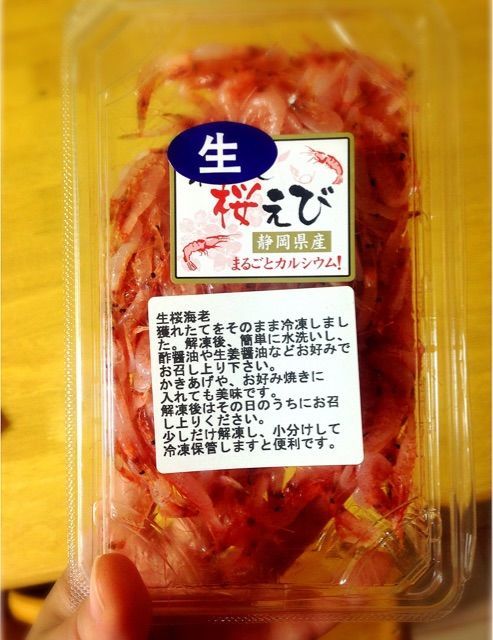 生
桜えび
静岡県産
まるごとカルシウム!
生桜海老
獲れたてをそのまま冷凍しまし
た。解凍後、簡単に水洗いし、
酢醤油や生姜醤油などお好みで
お召し上り下さい。
かきあげや、お好み焼きに
入れても美味です。
解凍後はその日のうちにお召
し上りください。
少しだけ解凍し、小分けして
冷凍保管しますと便利です。